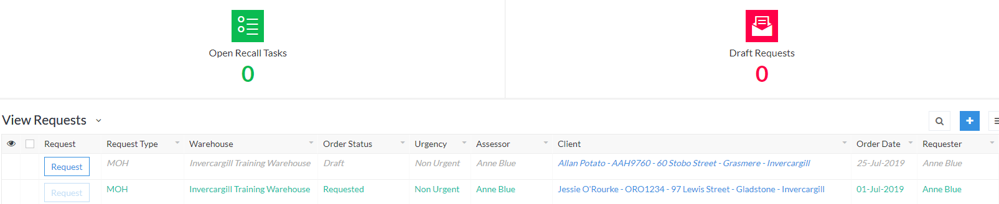 Open Recall Tasks
0
Draft Requests
0
View Requests
Request Request Type Warehouse Order Status Urgency Assessor Client Order Date Requester
Request MOH Invercargill Training Warehouse Draft Non Urgent Anne Blue Allan Potato - AAH9760 - 60 Stobo Street - Grasmere - Invercargill 25-Jul-2019 Anne Blue
Request MOH Invercargill Training Warehouse Requested Non Urgent Anne Blue Jessie O'Rourke - ORO1234 - 97 Lewis Street - Gladstone - Invercargill 01-Jul-2019 Anne Blue